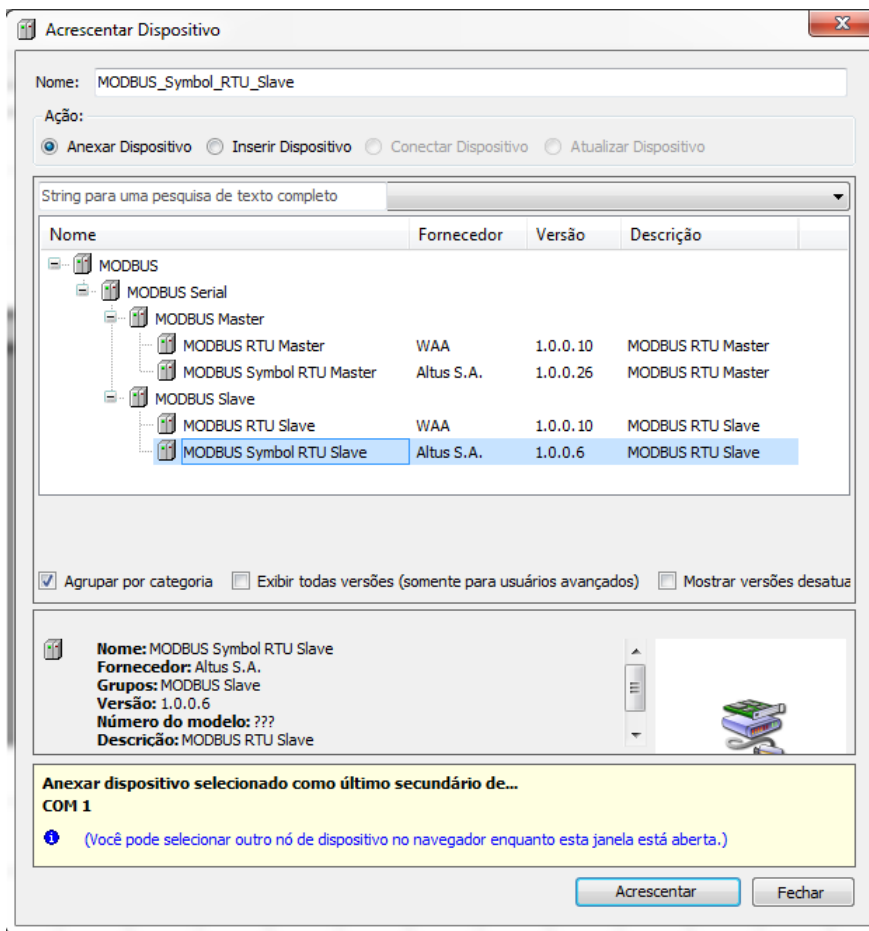 Acrescentar Dispositivo
Nome: MODBUS_Symbol_RTU_Slave
Ação:
Anexar Dispositivo Inserir Dispositivo Conectar Dispositivo Atualizar Dispositivo
String para uma pesquisa de texto completo
Nome Fornecedor Versão Descrição
MODBUS
MODBUS Serial
MODBUS Master
MODBUS RTU Master WAA 1.0.0.10 MODBUS RTU Master
MODBUS Symbol RTU Master Altus S.A. 1.0.0.26 MODBUS RTU Master
MODBUS Slave
MODBUS RTU Slave WAA 1.0.0.10 MODBUS RTU Slave
MODBUS Symbol RTU Slave Altus S.A. 1.0.0.6 MODBUS RTU Slave
Agrupar por categoria Exibir todas versões (somente para usuários avançados) Mostrar versões desatua
Nome: MODBUS Symbol RTU Slave
Fornecedor: Altus S.A.
Grupos: MODBUS Slave
Versão: 1.0.0.6
Número do modelo: ???
Descrição: MODBUS RTU Slave
Anexar dispositivo selecionado como último secundário de...
COM 1
(Você pode selecionar outro nó de dispositivo no navegador enquanto esta janela está aberta.)
Acrescentar Fechar